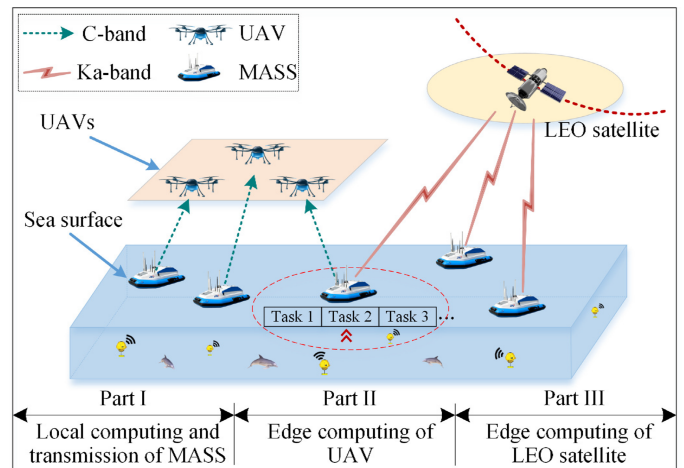 C-band
UAV
Ka-band
MASS
UAVs
LEO satellite
Sea surface
Task 1 Task 2 Task 3 ...
Part I
Part II
Part III
Local computing and
transmission of MASS
Edge computing of
UAV
Edge computing of
LEO satellite